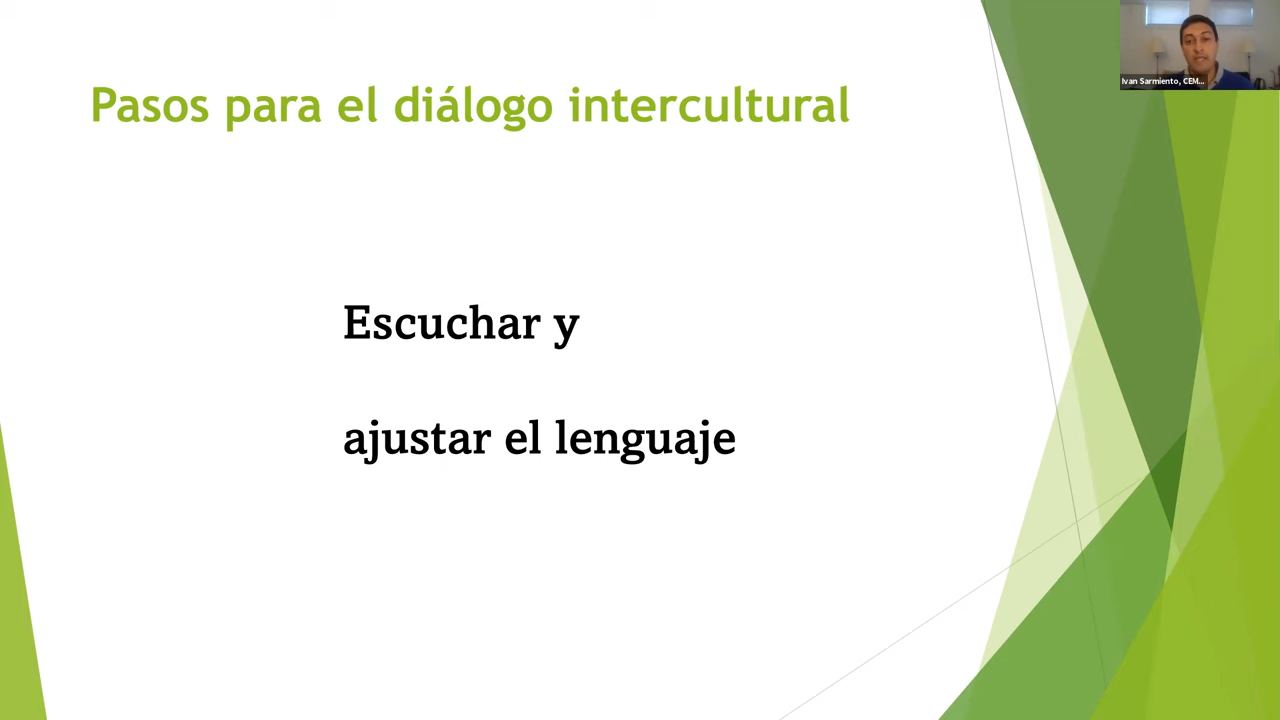 Pasos para el diálogo intercultural
Escuchar y
ajustar el lenguaje
Ivan Sarmiento, CEM...